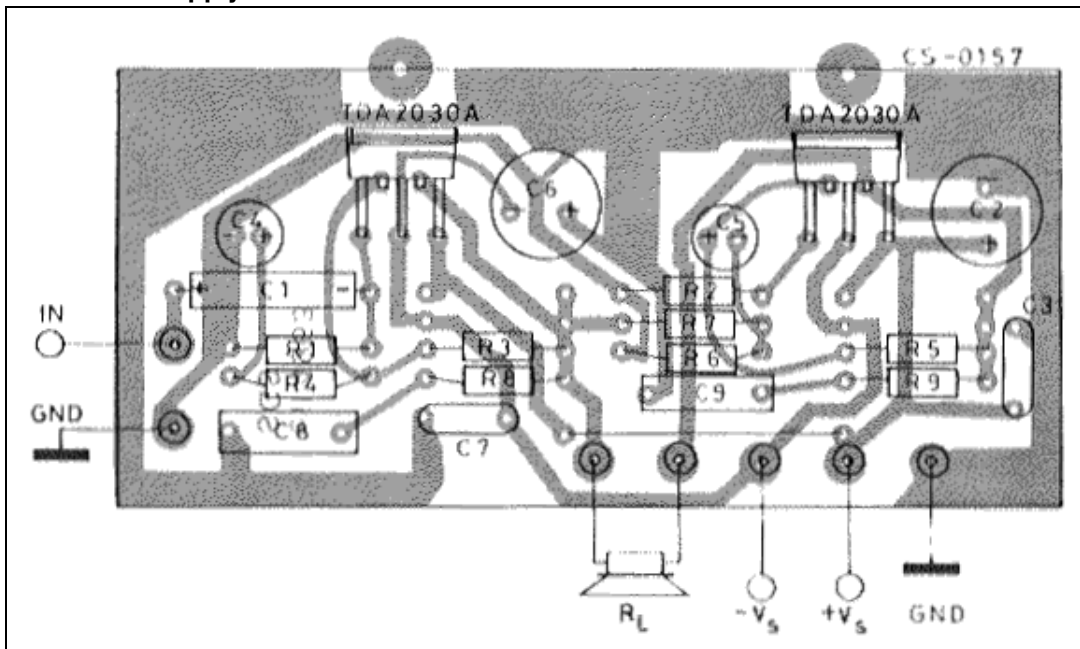 CS-0157
TDA2030A
TDA2030A
C6
C2
C4
C5
C1
R2
C3
IN
R7
R1
R3
R6
R5
R4
R8
C9
R9
GND
C8
C7
RL
-Vs
+Vs
GND